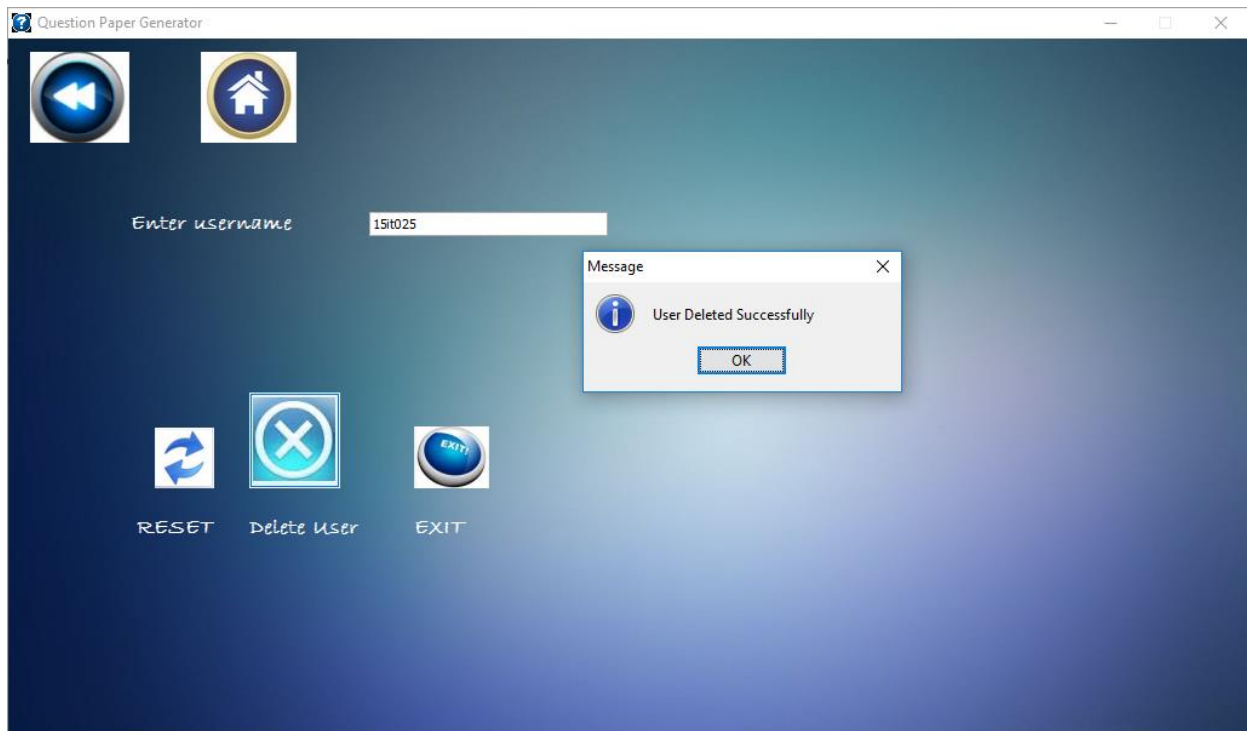 Question Paper Generator
Enter username 15it025
Message
User Deleted Successfully
OK
EXIT!
RESET Delete User EXIT